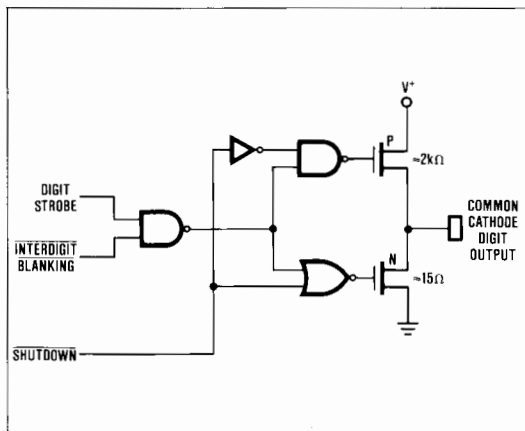 V+
P
≈2kΩ
DIGIT
STROBE
COMMON
CATHODE
DIGIT
OUTPUT
INTERDIGIT
BLANKING
N
≈15Ω
SHUTDOWN